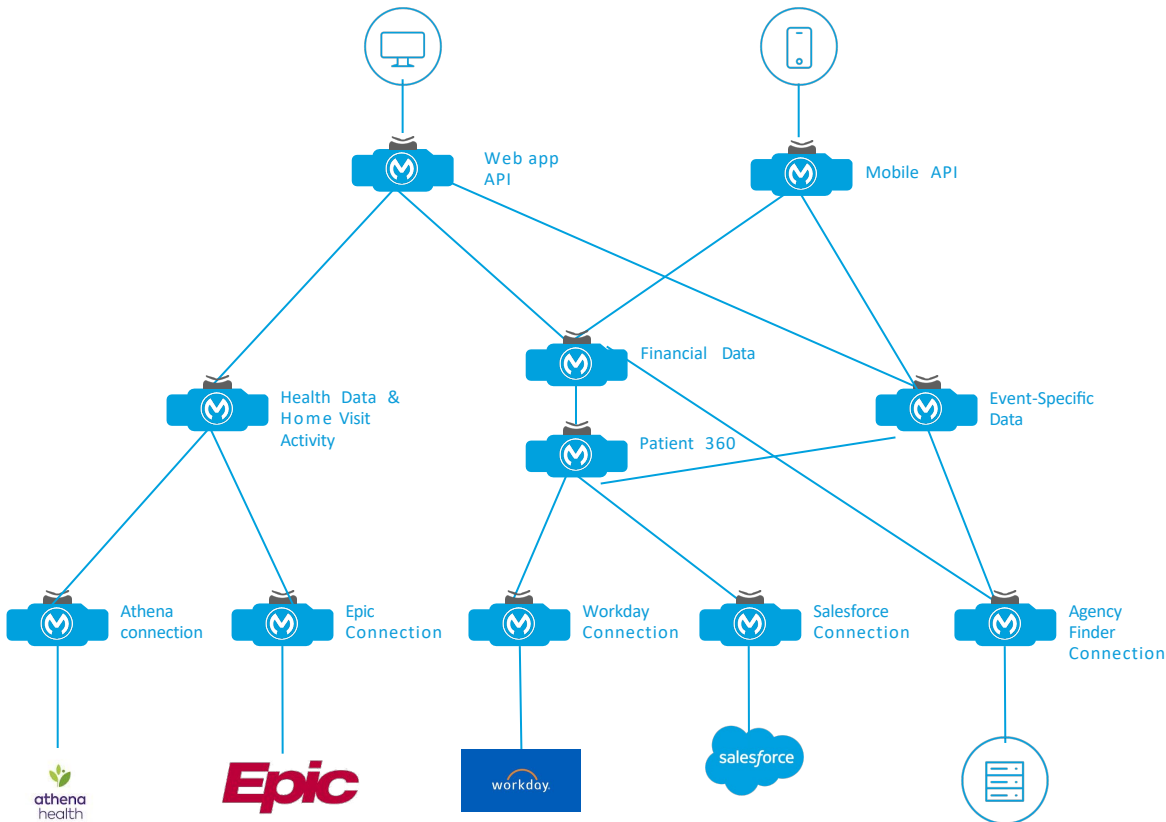 Web app
API
Mobile API
Financial Data
Health Data &
Home Visit
Activity
Event-Specific
Data
Patient 360
Athena
connection
Epic
Connection
Workday
Connection
Salesforce
Connection
Agency
Finder
Connection
athena
health
Epic
workday.
salesforce